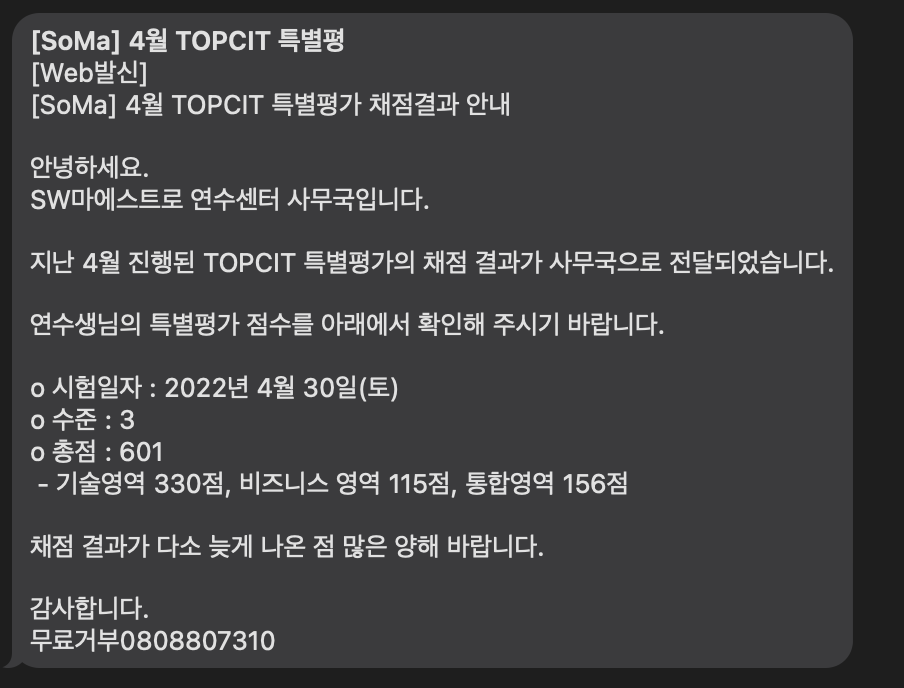 [SoMa] 4월 TOPCIT 특별평
[Web발신]
[SoMa] 4월 TOPCIT 특별평가 채점결과 안내
안녕하세요.
SW마에스트로 연수센터 사무국입니다.
지난 4월 진행된 TOPCIT 특별평가의 채점 결과가 사무국으로 전달되었습니다.
연수생님의 특별평가 점수를 아래에서 확인해 주시기 바랍니다.
o 시험일자 : 2022년 4월 30일(토)
o 수준 : 3
o 총점 : 601
- 기술영역 330점, 비즈니스 영역 115점, 통합영역 156점
채점 결과가 다소 늦게 나온 점 많은 양해 바랍니다.
감사합니다.
무료거부0808807310